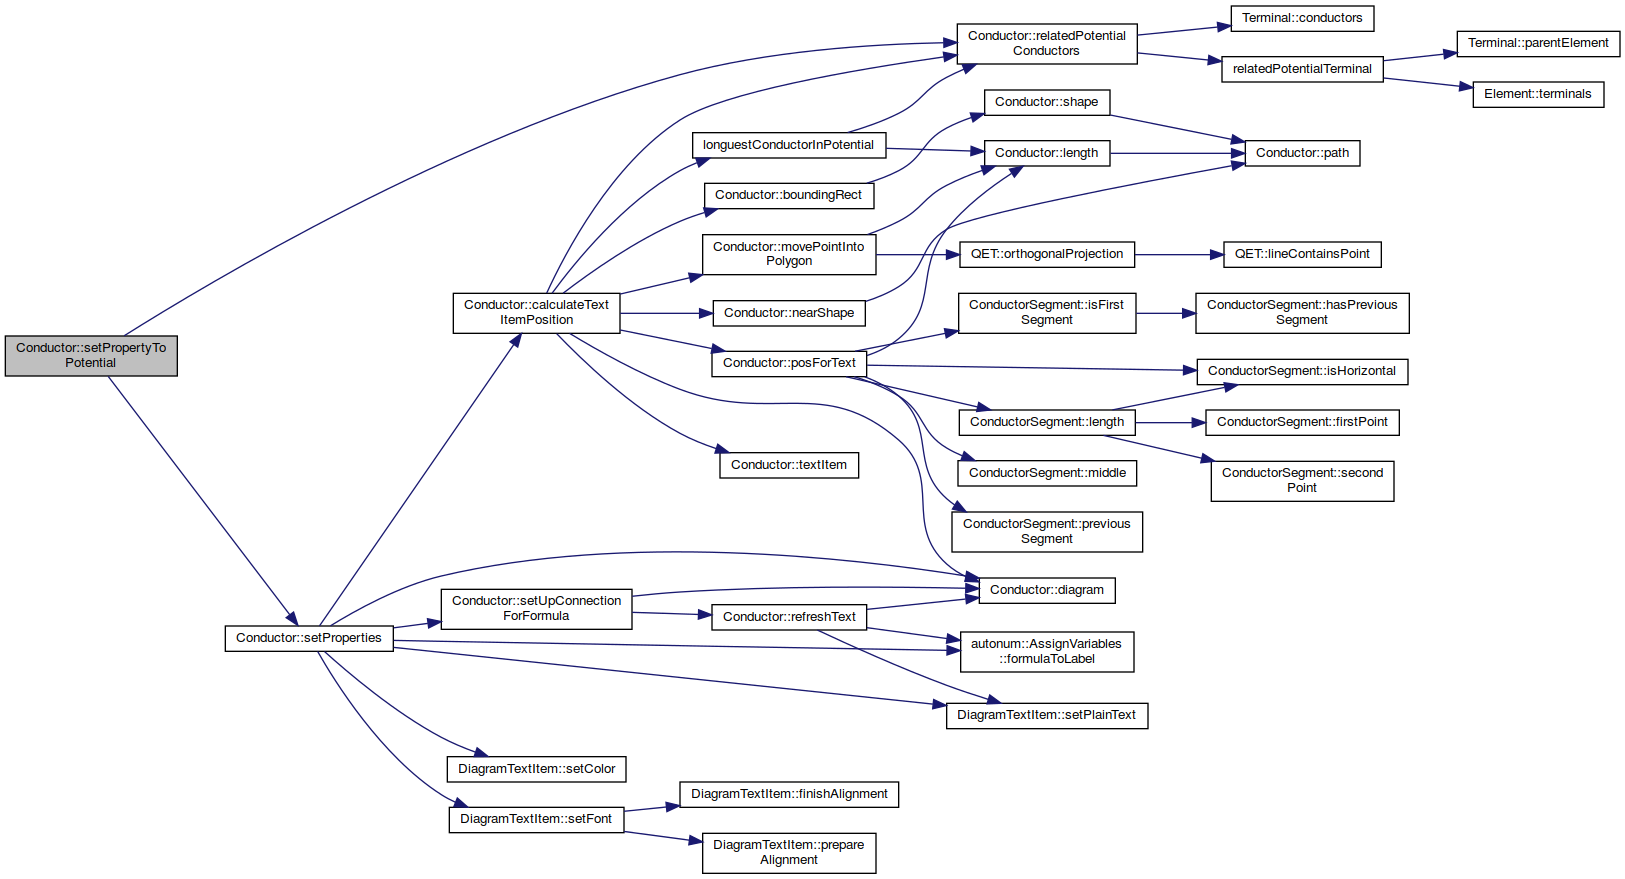 Conductor::setPropertyTo
Potential
Conductor::setProperties
Conductor::calculateText
ItemPosition
Conductor::setUpConnection
ForFormula
DiagramTextItem::setColor
DiagramTextItem::setFont
longuestConductorInPotential
Conductor::boundingRect
Conductor::movePointInto
Polygon
Conductor::nearShape
Conductor::posForText
Conductor::textItem
Conductor::refreshText
DiagramTextItem::finishAlignment
DiagramTextItem::prepare
Alignment
Conductor::relatedPotential
Conductors
Conductor::shape
Conductor::length
QET::orthogonalProjection
ConductorSegment::isFirst
Segment
ConductorSegment::length
ConductorSegment::middle
ConductorSegment::previous
Segment
Conductor::diagram
autonum::AssignVariables
::formulaToLabel
DiagramTextItem::setPlainText
Terminal::conductors
relatedPotentialTerminal
Conductor::path
QET::lineContainsPoint
ConductorSegment::hasPrevious
Segment
ConductorSegment::isHorizontal
ConductorSegment::firstPoint
ConductorSegment::second
Point
Terminal::parentElement
Element::terminals